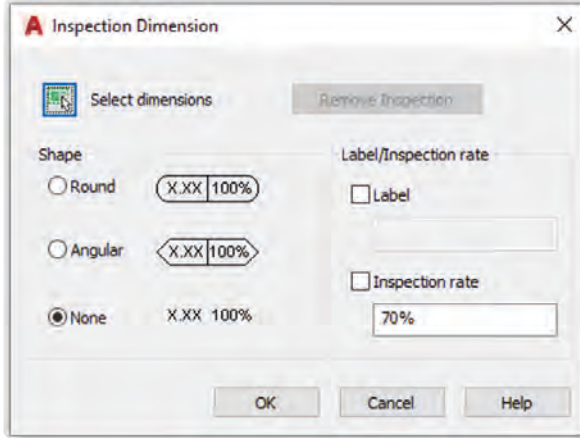 Inspection Dimension
Select dimensions
Remove Inspection
Shape
Round
X.XX 100%
Angular
X.XX 100%
None
X.XX 100%
Label/Inspection rate
Label
Inspection rate
70%
OK
Cancel
Help